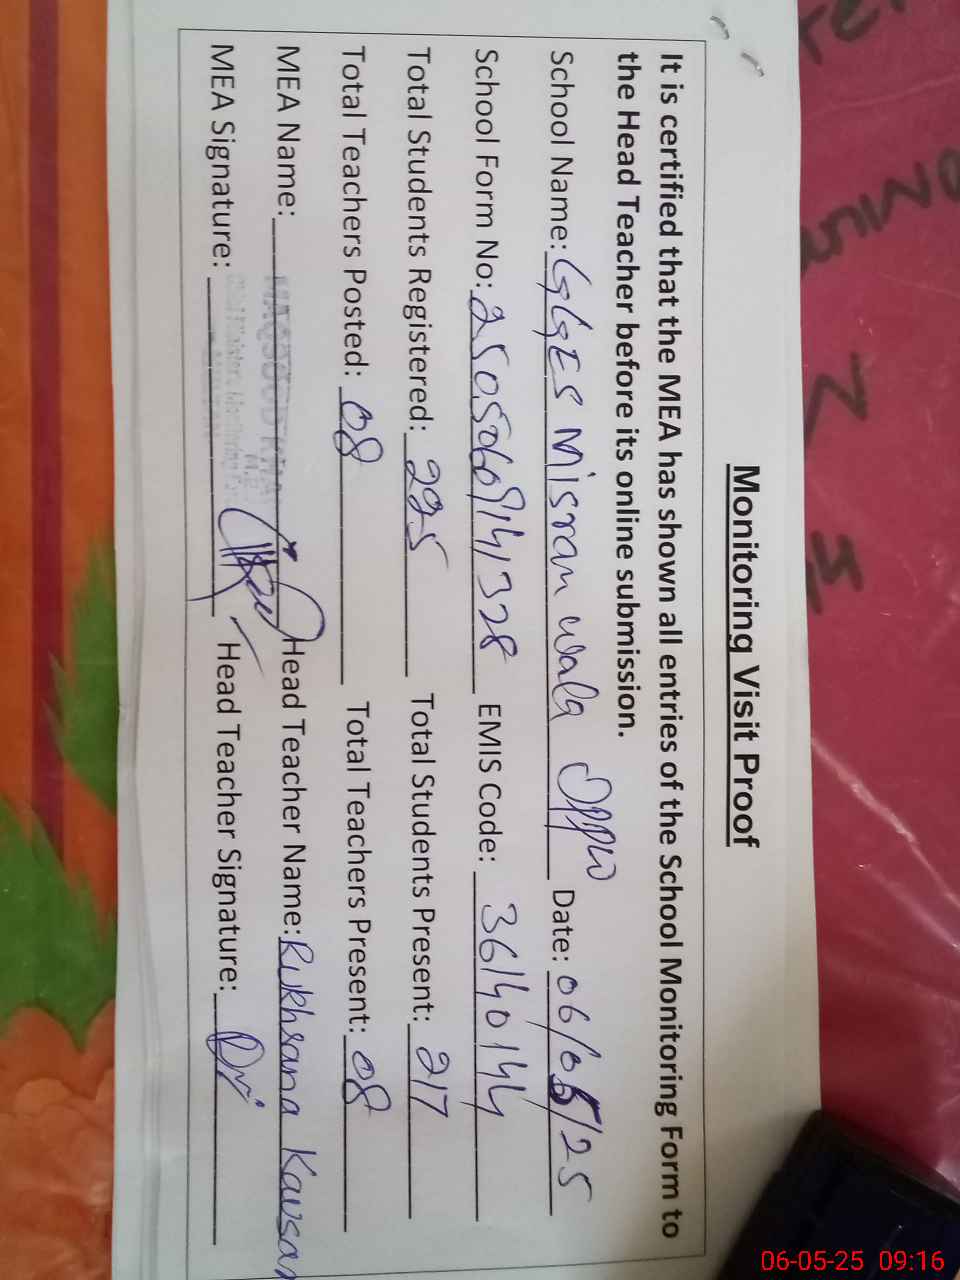 Monitoring Visit Proof
It is certified that the MEA has shown all entries of the School Monitoring Form to
the Head Teacher before its online submission.
School Name: GGES Misran wala Date: 06/05/25
School Form No: EMIS Code: 36140144
Total Students Registered: 225 Total Students Present: 217
Total Teachers Posted: 08 Total Teachers Present: 08
MEA Name: Head Teacher Name: Rukhsana Kausar
MEA Signature: Head Teacher Signature:
06-05-25 09:16